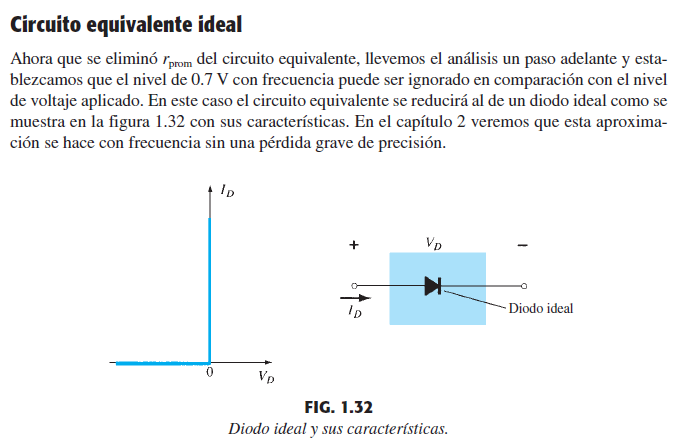 Circuito equivalente ideal
Ahora que se eliminó rprom del circuito equivalente, llevemos el análisis un paso adelante y esta-
blezcamos que el nivel de 0.7 V con frecuencia puede ser ignorado en comparación con el nivel
de voltaje aplicado. En este caso el circuito equivalente se reducirá al de un diodo ideal como se
muestra en la figura 1.32 con sus características. En el capítulo 2 veremos que esta aproxima-
ción se hace con frecuencia sin una pérdida grave de precisión.
ID
+ VD −
ID
Diodo ideal
0
VD
FIG. 1.32
Diodo ideal y sus características.